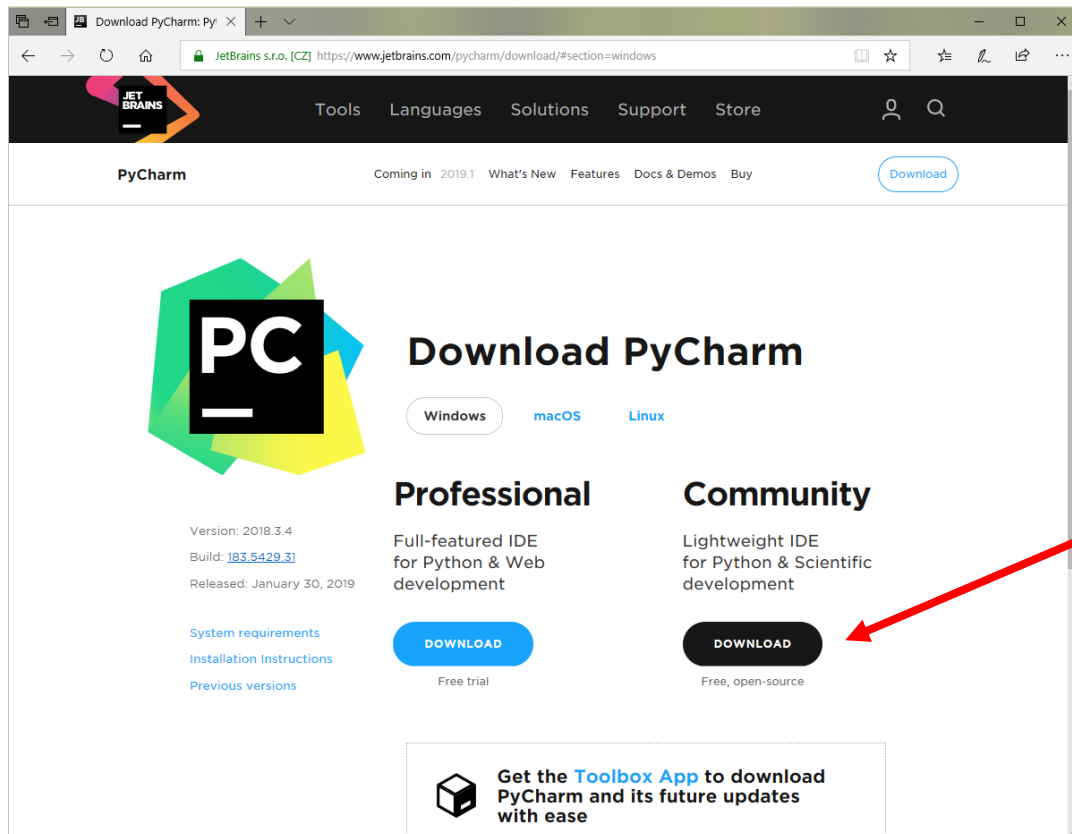 Download PyCharm: Pyt
JetBrains s.r.o. [CZ] https://www.jetbrains.com/pycharm/download/#section=windows
JET
BRAINS
Tools Languages Solutions Support Store
PyCharm
Coming in 2019.1 What's New Features Docs & Demos Buy
Download
PC
Download PyCharm
Windows macOS Linux
Version: 2018.3.4
Build: 183.5429.31
Released: January 30, 2019
System requirements
Installation Instructions
Previous versions
Professional
Full-featured IDE
for Python & Web
development
DOWNLOAD
Free trial
Community
Lightweight IDE
for Python & Scientific
development
DOWNLOAD
Free, open-source
Get the Toolbox App to download
PyCharm and its future updates
with ease